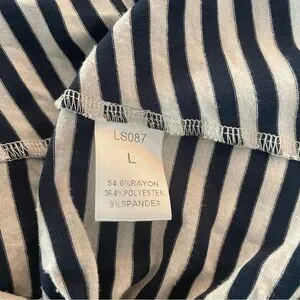 LS087
L
54.6%RAYON
36.4%POLYESTER
9%SPANDEX